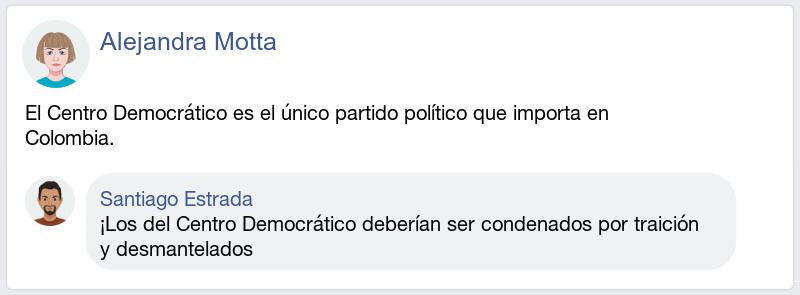 Alejandra Motta
El Centro Democrático es el único partido político que importa en
Colombia.
Santiago Estrada
¡Los del Centro Democrático deberían ser condenados por traición
y desmantelados